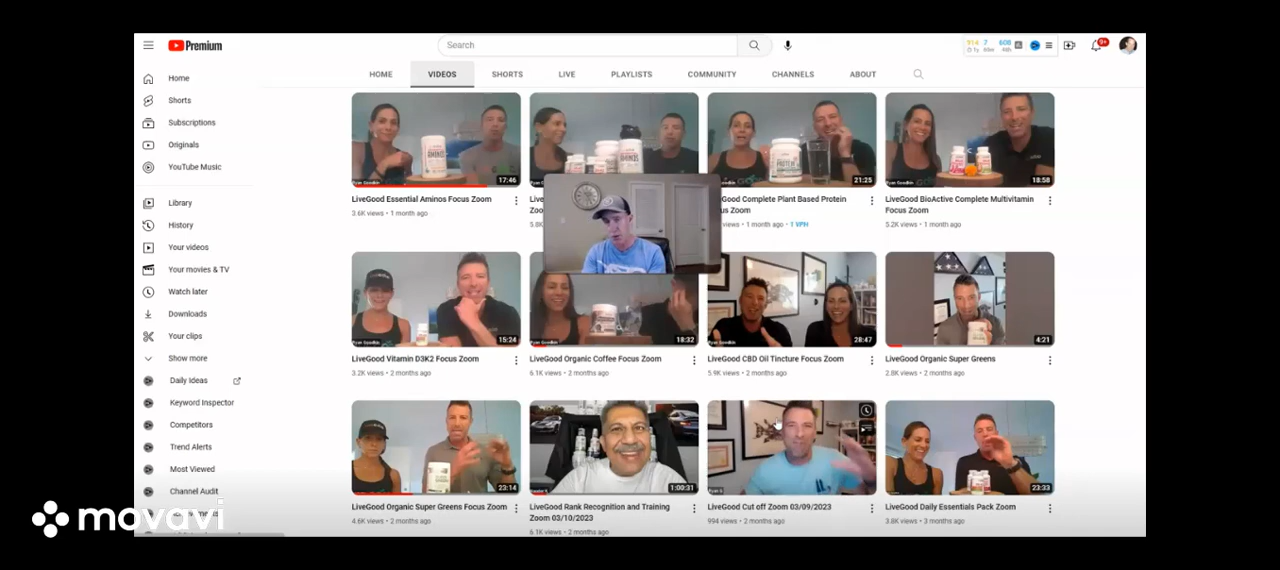 Premium
Search
9+
HOME
VIDEOS
SHORTS
LIVE
PLAYLISTS
COMMUNITY
CHANNELS
ABOUT
Home
Shorts
Subscriptions
Originals
YouTube Music
Library
History
Your videos
Your movies & TV
Watch later
Downloads
Your clips
Show more
Daily Ideas
Keyword Inspector
Competitors
Trend Alerts
Most Viewed
Channel Audit
AMINOS
17:46
LiveGood Essential Aminos Focus Zoom
3.6K views • 1 month ago
AMINOS
PROTEIN
21:25
Good Complete Plant Based Protein
Zoom
views • 1 month ago • 1 VPH
18:58
LiveGood BioActive Complete Multivitamin
Focus Zoom
5.2K views • 1 month ago
15:24
LiveGood Vitamin D3K2 Focus Zoom
3.2K views • 2 months ago
18:32
LiveGood Organic Coffee Focus Zoom
6.1K views • 2 months ago
28:47
LiveGood CBD Oil Tincture Focus Zoom
5.9K views • 2 months ago
4:21
LiveGood Organic Super Greens
2.8K views • 2 months ago
23:14
LiveGood Organic Super Greens Focus Zoom
4.6K views • 2 months ago
1:00:31
LiveGood Rank Recognition and Training
Zoom 03/10/2023
6.1K views • 2 months ago
LiveGood Cut off Zoom 03/09/2023
994 views • 2 months ago
23:33
LiveGood Daily Essentials Pack Zoom
3.8K views • 3 months ago
movavi